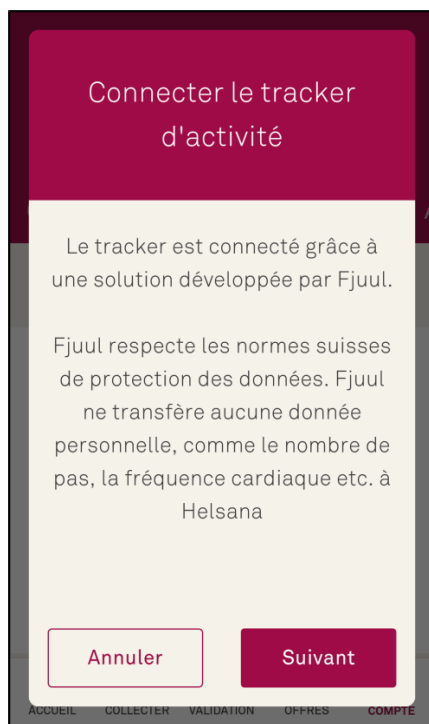 Connecter le tracker
d'activité
Le tracker est connecté grâce à
une solution développée par Fjuul.
Fjuul respecte les normes suisses
de protection des données. Fjuul
ne transfère aucune donnée
personnelle, comme le nombre de
pas, la fréquence cardiaque etc. à
Helsana
Annuler Suivant
ACCUEIL COLLECTER VALIDATION OFFRES COMPTE